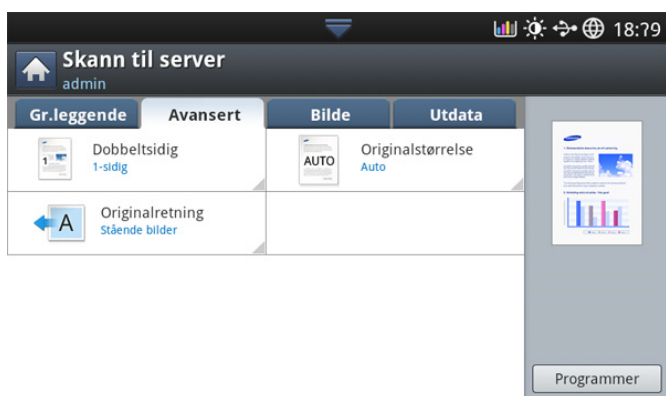 18:79
Skann til server
admin
Gr.leggende Avansert Bilde Utdata
1 Dobbeltsidig
1-sidig
AUTO Originalstørrelse
Auto
A Originalretning
Stående bilder
Programmer